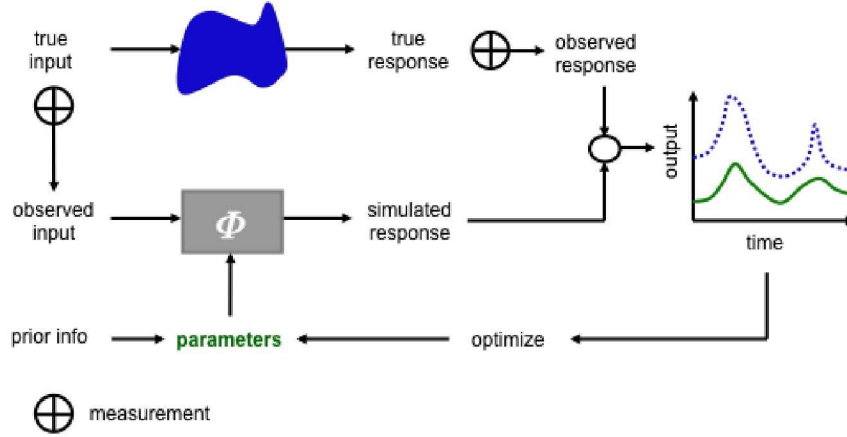 true
input
true
response
observed
response
output
time
observed
input
Φ
simulated
response
prior info
parameters
optimize
measurement